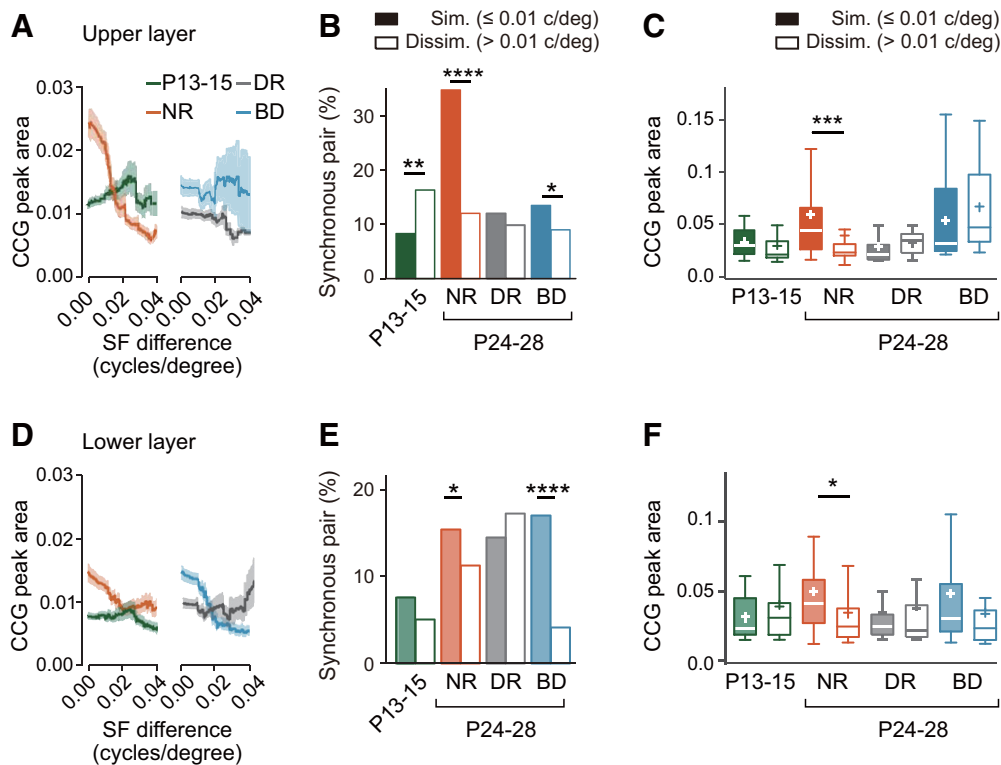 A
Upper layer
P13-15
DR
NR
BD
CCG peak area
0.03
0.02
0.01
0.00
0.00
0.02
0.04
0.00
0.02
0.04
SF difference
(cycles/degree)
B
Sim. (≤ 0.01 c/deg)
Dissim. (> 0.01 c/deg)
Synchronous pair (%)
30
20
10
0
**
****
*
P13-15
NR
DR
BD
P24-28
C
Sim. (≤ 0.01 c/deg)
Dissim. (> 0.01 c/deg)
CCG peak area
0.15
0.1
0.05
0.0
***
P13-15
NR
DR
BD
P24-28
D
Lower layer
CCG peak area
0.03
0.02
0.01
0.00
0.00
0.02
0.04
0.00
0.02
0.04
SF difference
(cycles/degree)
E
Synchronous pair (%)
20
10
0
*
****
P13-15
NR
DR
BD
P24-28
F
CCG peak area
0.1
0.05
0.0
*
P13-15
NR
DR
BD
P24-28